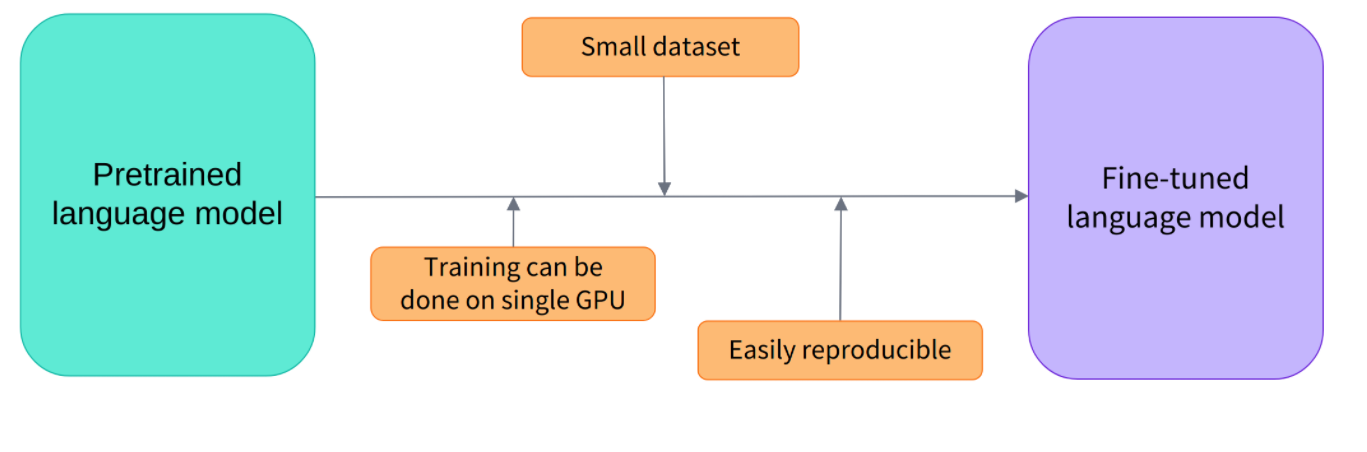 Small dataset
Pretrained
language model
Fine-tuned
language model
Training can be
done on single GPU
Easily reproducible